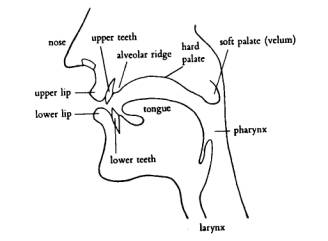 nose
upper teeth
alveolar ridge
hard
palate
soft palate (velum)
upper lip
lower lip
tongue
pharynx
lower teeth
larynx